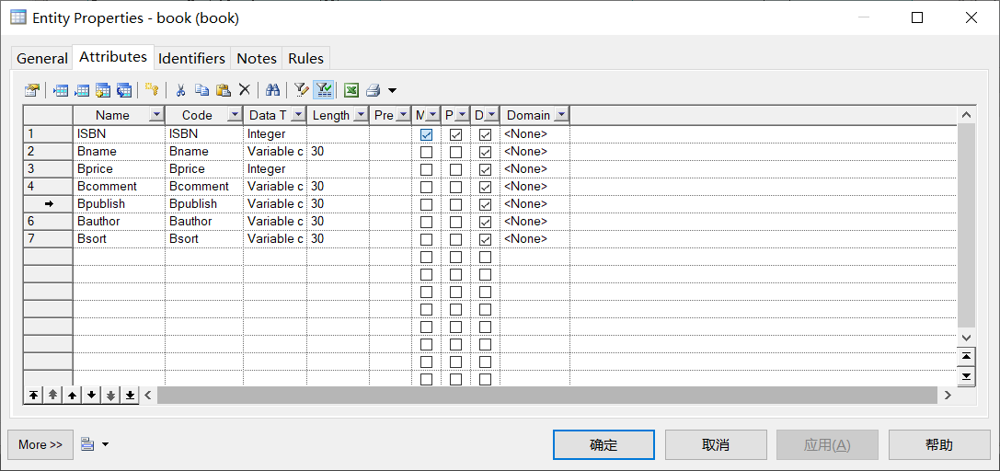 Entity Properties - book (book)
General Attributes Identifiers Notes Rules
Name Code Data T Length Pre M P D Domain
1 ISBN ISBN Integer <None>
2 Bname Bname Variable c 30 <None>
3 Bprice Bprice Integer <None>
4 Bcomment Bcomment Variable c 30 <None>
Bpublish Bpublish Variable c 30 <None>
6 Bauthor Bauthor Variable c 30 <None>
7 Bsort Bsort Variable c 30 <None>
More >> 确定 取消 应用(A) 帮助